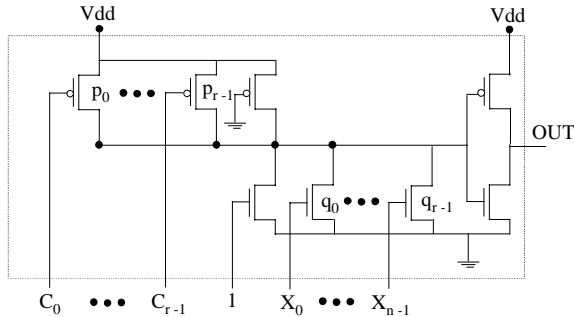 Vdd
Vdd
p0 ••• pr-1
OUT
q0 ••• qr-1
C0 ••• Cr-1 1 X0 ••• Xn-1